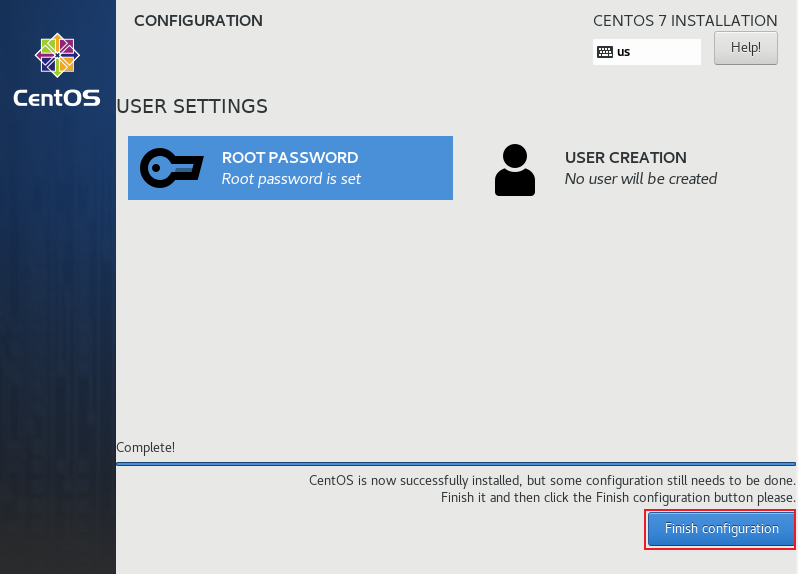 CONFIGURATION
CENTOS 7 INSTALLATION
us
Help!
CentOS
USER SETTINGS
ROOT PASSWORD
Root password is set
USER CREATION
No user will be created
Complete!
CentOS is now successfully installed, but some configuration still needs to be done.
Finish it and then click the Finish configuration button please.
Finish configuration